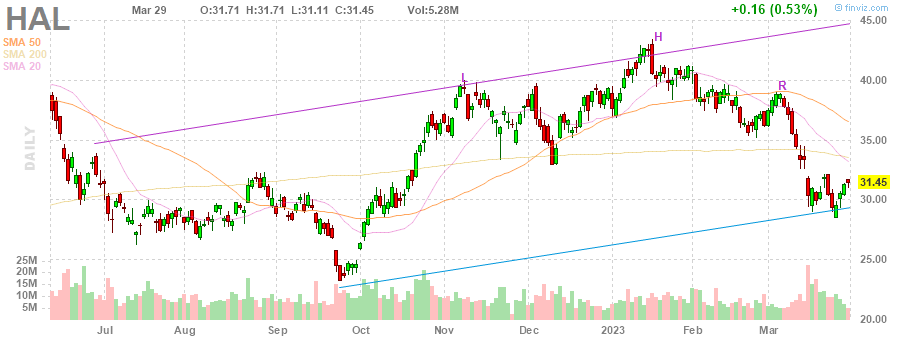 HAL Mar 29 O:31.71 H:31.71 L:31.11 C:31.45 Vol:5.28M +0.16 (0.53%) finviz.com
SMA 50
SMA 200
SMA 20
DAILY
L
H
R
45.00
40.00
35.00
31.45
30.00
25.00
20.00
25M
20M
15M
10M
5M
Jul Aug Sep Oct Nov Dec 2023 Feb Mar